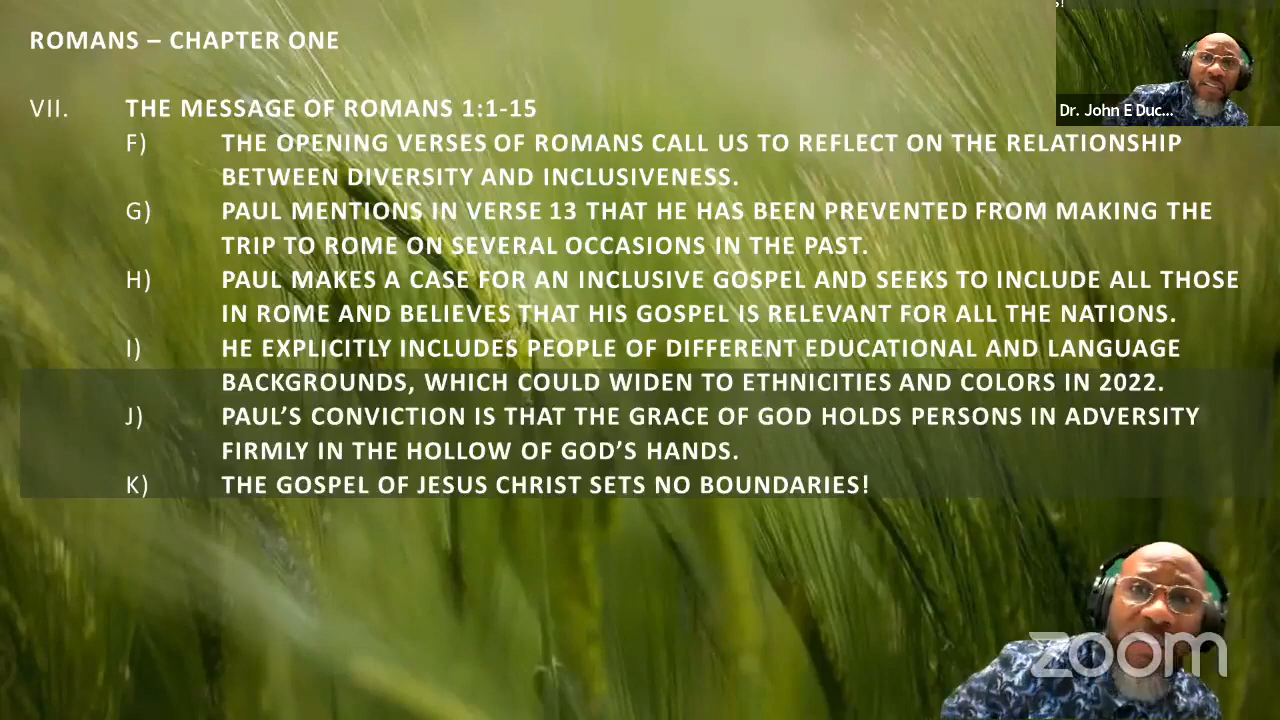 ROMANS – CHAPTER ONE
VII. THE MESSAGE OF ROMANS 1:1-15
F) THE OPENING VERSES OF ROMANS CALL US TO REFLECT ON THE RELATIONSHIP
BETWEEN DIVERSITY AND INCLUSIVENESS.
G) PAUL MENTIONS IN VERSE 13 THAT HE HAS BEEN PREVENTED FROM MAKING THE
TRIP TO ROME ON SEVERAL OCCASIONS IN THE PAST.
H) PAUL MAKES A CASE FOR AN INCLUSIVE GOSPEL AND SEEKS TO INCLUDE ALL THOSE
IN ROME AND BELIEVES THAT HIS GOSPEL IS RELEVANT FOR ALL THE NATIONS.
I) HE EXPLICITLY INCLUDES PEOPLE OF DIFFERENT EDUCATIONAL AND LANGUAGE
BACKGROUNDS, WHICH COULD WIDEN TO ETHNICITIES AND COLORS IN 2022.
J) PAUL’S CONVICTION IS THAT THE GRACE OF GOD HOLDS PERSONS IN ADVERSITY
FIRMLY IN THE HOLLOW OF GOD’S HANDS.
K) THE GOSPEL OF JESUS CHRIST SETS NO BOUNDARIES!
Dr. John E Duc...
zoom